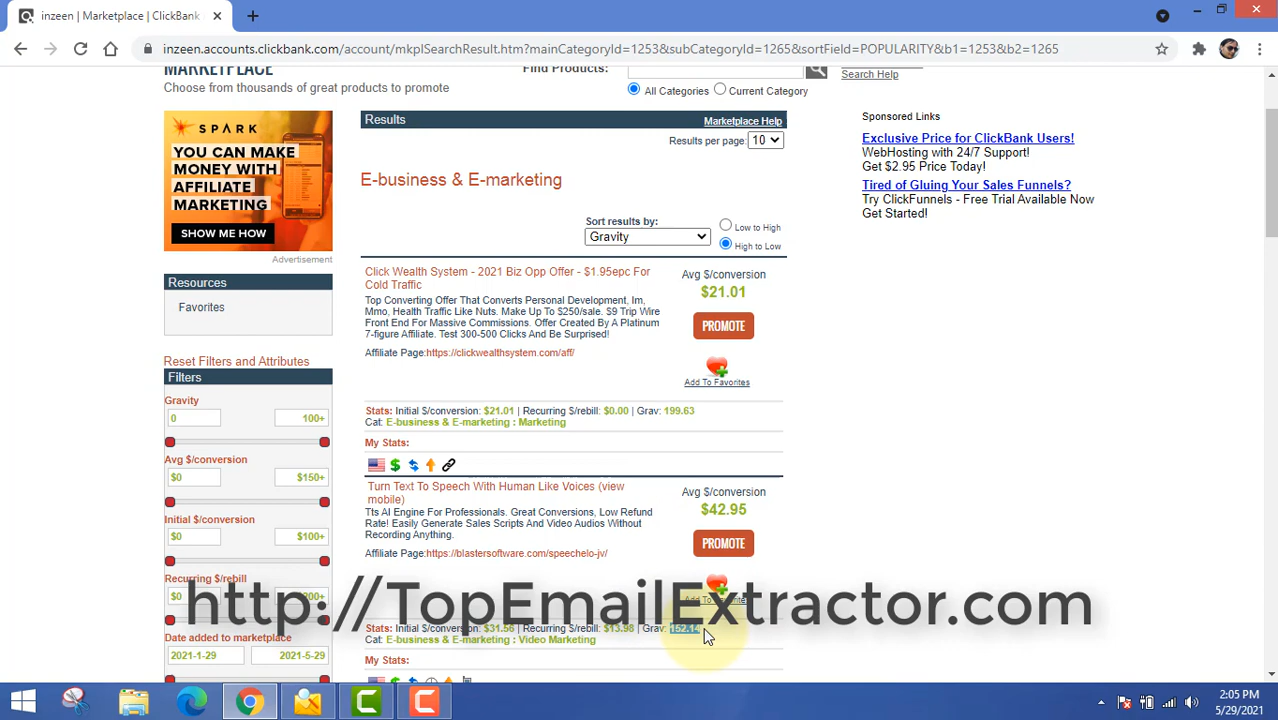 inzeen | Marketplace | ClickBank
inzeen.accounts.clickbank.com/account/mkplSearchResult.htm?mainCategoryId=1253&subCategoryId=1265&sortField=POPULARITY&b1=1253&b2=1265
MARKETPLACE
Choose from thousands of great products to promote
Find Products:
Search Help
All Categories
Current Category
SPARK
YOU CAN MAKE
MONEY WITH
AFFILIATE
MARKETING
SHOW ME HOW
Advertisement
Resources
Favorites
Reset Filters and Attributes
Filters
Gravity
0
100+
Avg $/conversion
$0
$150+
Initial $/conversion
$0
$100+
Recurring $/rebill
$0
Date added to marketplace
2021-1-29
2021-5-29
Results
Marketplace Help
Results per page:
10
E-business & E-marketing
Sort results by:
Gravity
Low to High
High to Low
Click Wealth System - 2021 Biz Opp Offer - $1.95epc For
Cold Traffic
Top Converting Offer That Converts Personal Development, Im,
Mmo, Health Traffic Like Nuts. Make Up To $250/sale. $9 Trip Wire
Front End For Massive Commissions. Offer Created By A Platinum
7-figure Affiliate. Test 300-500 Clicks And Be Surprised!
Affiliate Page:https://clickwealthsystem.com/aff/
Avg $/conversion
$21.01
PROMOTE
Add To Favorites
Stats: Initial $/conversion: $21.01 | Recurring $/rebill: $0.00 | Grav: 199.63
Cat: E-business & E-marketing : Marketing
My Stats:
Turn Text To Speech With Human Like Voices (view
mobile)
Tts AI Engine For Professionals. Great Conversions, Low Refund
Rate! Easily Generate Sales Scripts And Video Audios Without
Recording Anything.
Affiliate Page:https://blastersoftware.com/speechelo-jv/
Avg $/conversion
$42.95
PROMOTE
Stats: Initial $/conversion: $31.56 | Recurring $/rebill: $13.98 | Grav:
Cat: E-business & E-marketing : Video Marketing
My Stats:
Sponsored Links
Exclusive Price for ClickBank Users!
WebHosting with 24/7 Support!
Get $2.95 Price Today!
Tired of Gluing Your Sales Funnels?
Try ClickFunnels - Free Trial Available Now
Get Started!
http://TopEmailExtractor.com
2:05 PM
5/29/2021